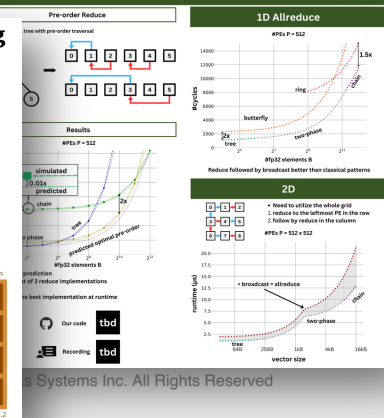 g
Pre-order Reduce
tree with pre-order traversal
0 1 2 3 4 5
0 1 2 3 4 5
5
Results
#PEs P = 512
simulated
0.01x
predicted
chain
tree
2x
predicted optimal pre-order
#fp32 elements B
prediction
t of 3 reduce implementations
e best implementation at runtime
Our code
tbd
Recording
tbd
1D Allreduce
#PEs P = 512
#cycles
14000
12000
10000
8000
6000
4000
2000
0
1.5x
ring
chain
butterfly
2x
two-phase
tree
#fp32 elements B
Reduce followed by broadcast better than classical patterns
2D
0 1 2
3 4 5
6 7 8
• Need to utilize the whole grid
1. reduce to the leftmost PE in the row
2. follow by reduce in the column
#PEs P = 512 x 512
runtime (µs)
20.0
17.5
15.0
12.5
10.0
7.5
5.0
2.5
+ broadcast = allreduce
chain
two-phase
tree
64B 256B 1kB 4kB 16kB
vector size
s Systems Inc. All Rights Reserved